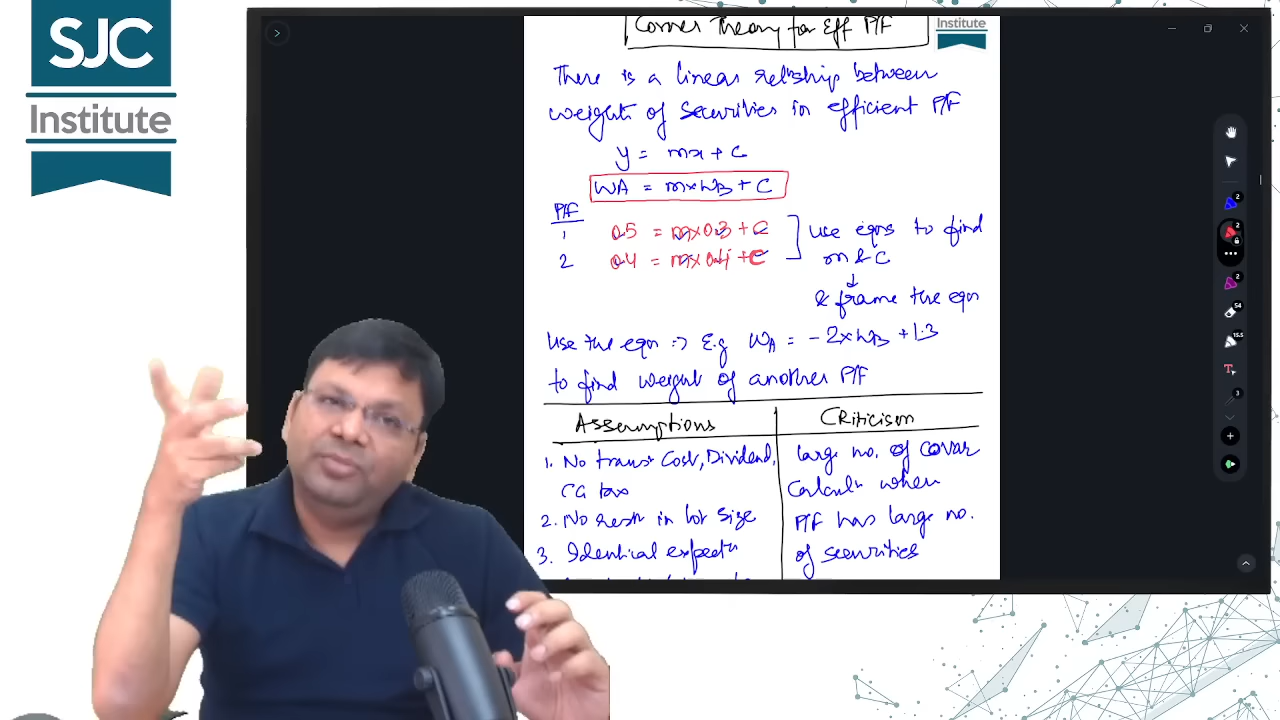 SJC
Institute
Institute
Corner Theory for Eff P/F
There is a linear relnship between
weights of securities in efficient P/F
y = mx + c
WA = m×WB + C
P/F
1 0.5 = m×0.3 + C
2 0.4 = m×0.4 + C
use eqns to find
m & C
& frame the eqn
Use the eqn => E.g WA = -2×WB + 1.3
to find weight of another P/F
Assumptions
1. No transn Cost, Dividend,
CG tax
2. No restn in lot size
3. Identical expectn
CRiticism
large no. of covar
Calculn when
P/F has large no.
of securities